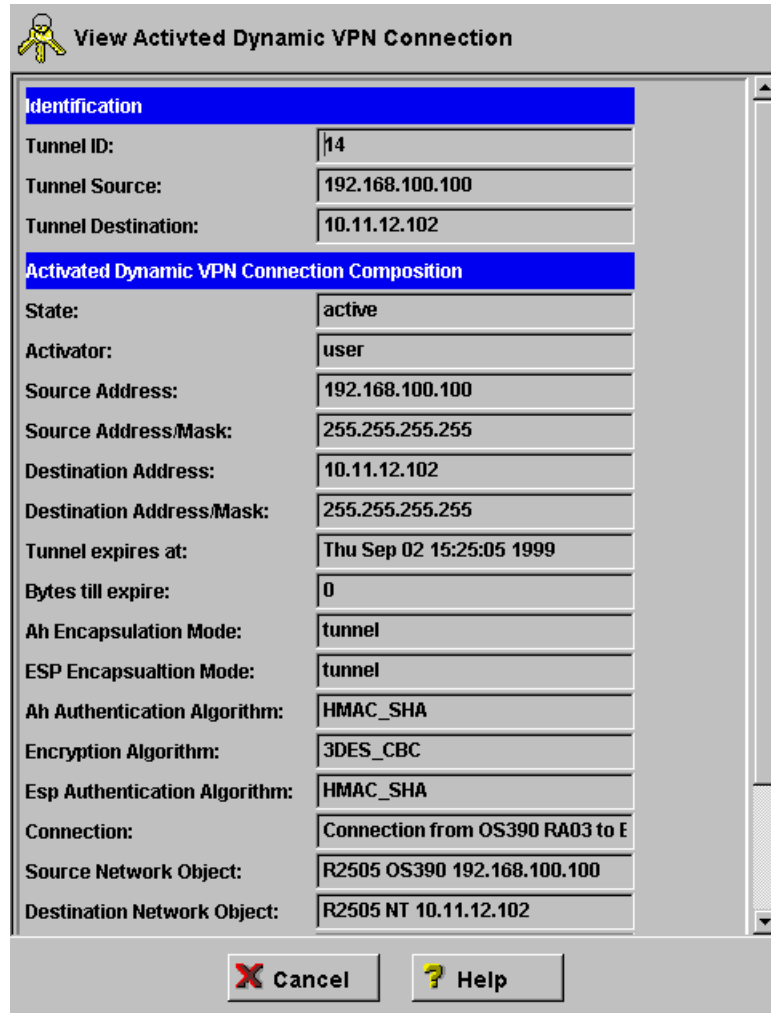 View Activted Dynamic VPN Connection
Identification
Tunnel ID: 14
Tunnel Source: 192.168.100.100
Tunnel Destination: 10.11.12.102
Activated Dynamic VPN Connection Composition
State: active
Activator: user
Source Address: 192.168.100.100
Source Address/Mask: 255.255.255.255
Destination Address: 10.11.12.102
Destination Address/Mask: 255.255.255.255
Tunnel expires at: Thu Sep 02 15:25:05 1999
Bytes till expire: 0
Ah Encapsulation Mode: tunnel
ESP Encapsualtion Mode: tunnel
Ah Authentication Algorithm: HMAC_SHA
Encryption Algorithm: 3DES_CBC
Esp Authentication Algorithm: HMAC_SHA
Connection: Connection from OS390 RA03 to E
Source Network Object: R2505 OS390 192.168.100.100
Destination Network Object: R2505 NT 10.11.12.102
Cancel ? Help